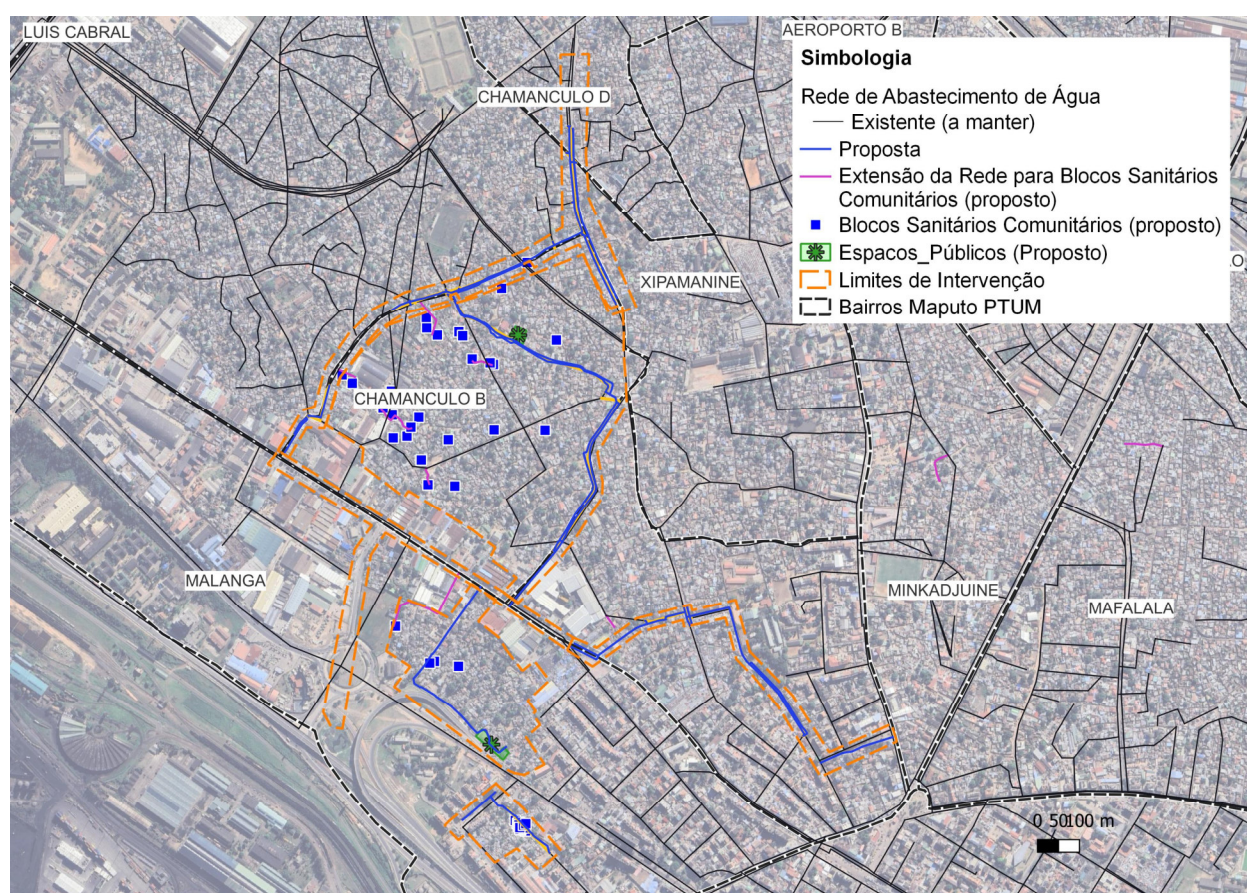 LUIS CABRAL
AEROPORTO B
Simbologia
Rede de Abastecimento de Água
Existente (a manter)
Proposta
Extensão da Rede para Blocos Sanitários
Comunitários (proposto)
Blocos Sanitários Comunitários (proposto)
Espacos_Públicos (Proposto)
Limites de Intervenção
Bairros Maputo PTUM
CHAMANCULO D
XIPAMANINE
CHAMANCULO B
MALANGA
MINKADJUINE
MAFALALA
0 50100 m